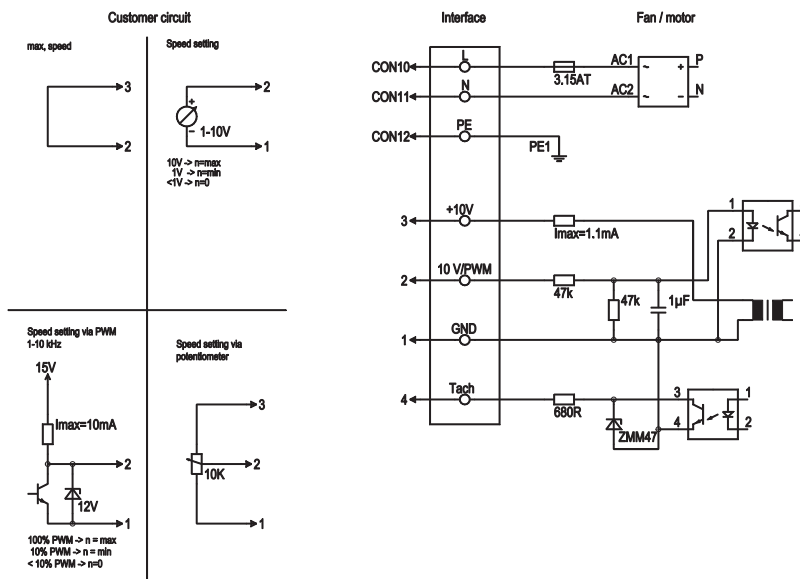 Customer circuit
Interface
Fan / motor
max, speed
3
2
Speed setting
+
2
1-10V
−
1
10V -> n=max
1V -> n=min
<1V -> n=0
Speed setting via PWM
1-10 kHz
15V
Imax=10mA
2
12V
1
100% PWM -> n = max
10% PWM -> n = min
< 10% PWM -> n=0
Speed setting via
potentiometer
3
2
10K
1
CON10
L
3.15AT
AC1
~
+
P
CON11
N
AC2
~
−
N
CON12
PE
PE1
3
+10V
Imax=1.1mA
1
2
2
10 V/PWM
47k
47k
1µF
1
GND
4
Tach
680R
3
1
4
2
ZMM47